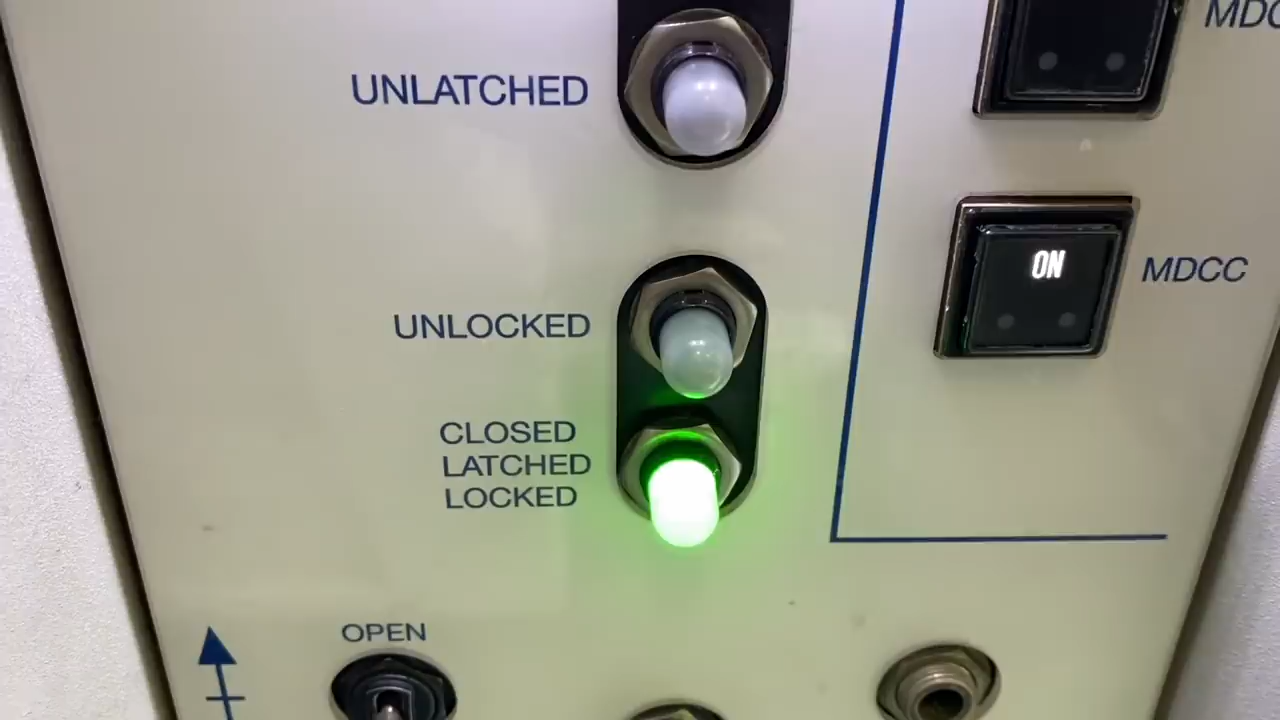 UNLATCHED
ON
MDCC
UNLOCKED
CLOSED
LATCHED
LOCKED
OPEN